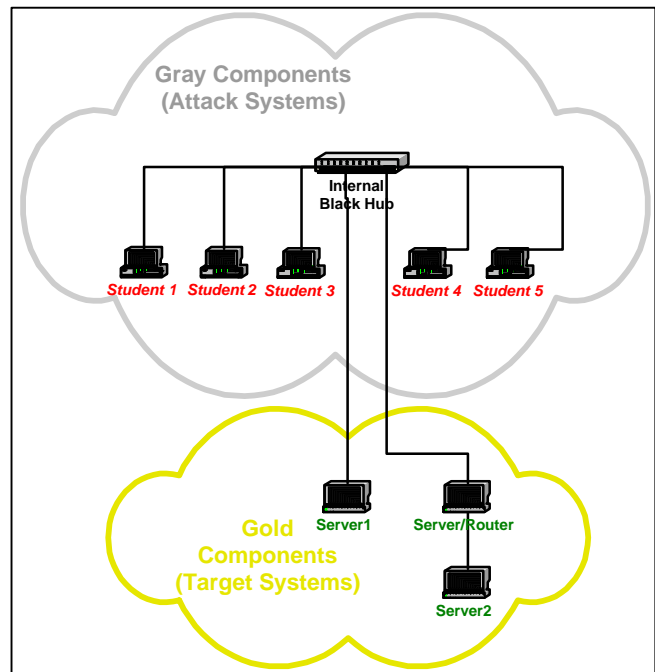 Gray Components
(Attack Systems)
Internal
Black Hub
Student 1
Student 2
Student 3
Student 4
Student 5
Server1
Server/Router
Gold
Components
(Target Systems)
Server2